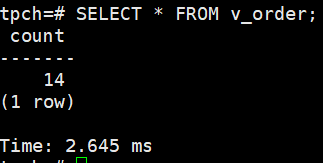 tpch=# SELECT * FROM v_order;
count
-------
14
(1 row)
Time: 2.645 ms